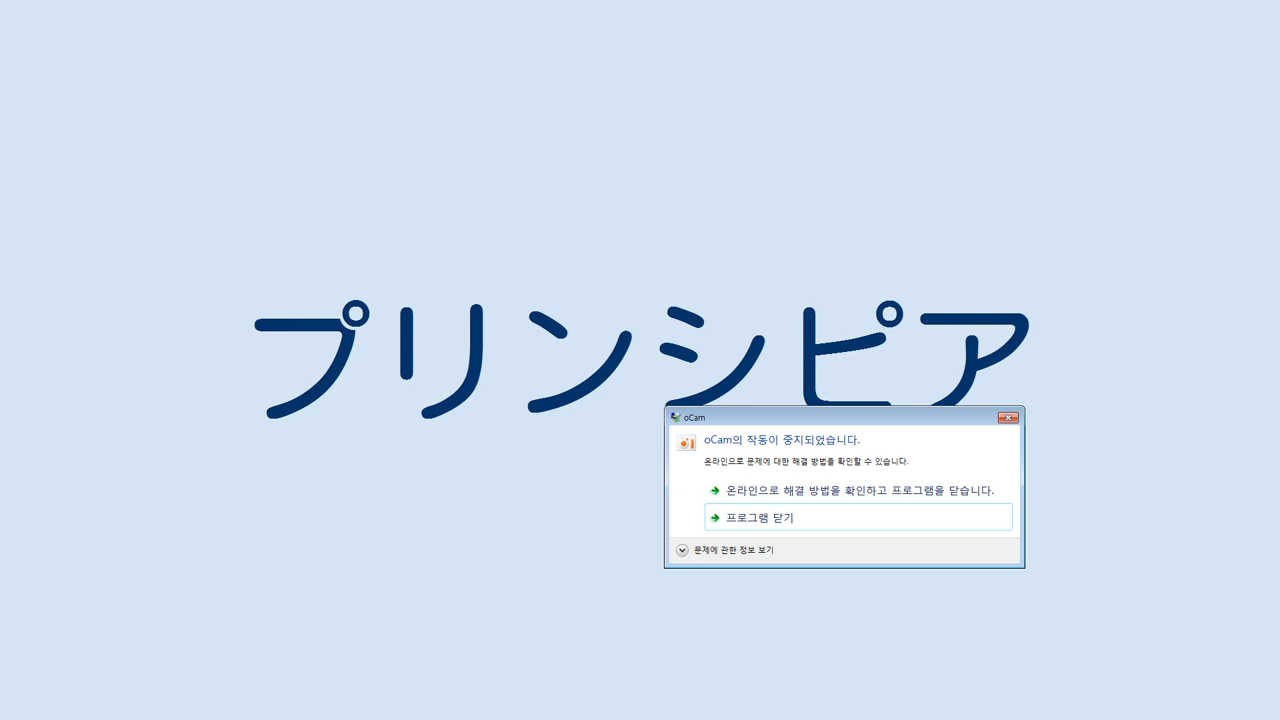 プリンシピア
oCam
oCam의 작동이 중지되었습니다.
온라인으로 문제에 대한 해결 방법을 확인할 수 있습니다.
온라인으로 해결 방법을 확인하고 프로그램을 닫습니다.
프로그램 닫기
문제에 관한 정보 보기